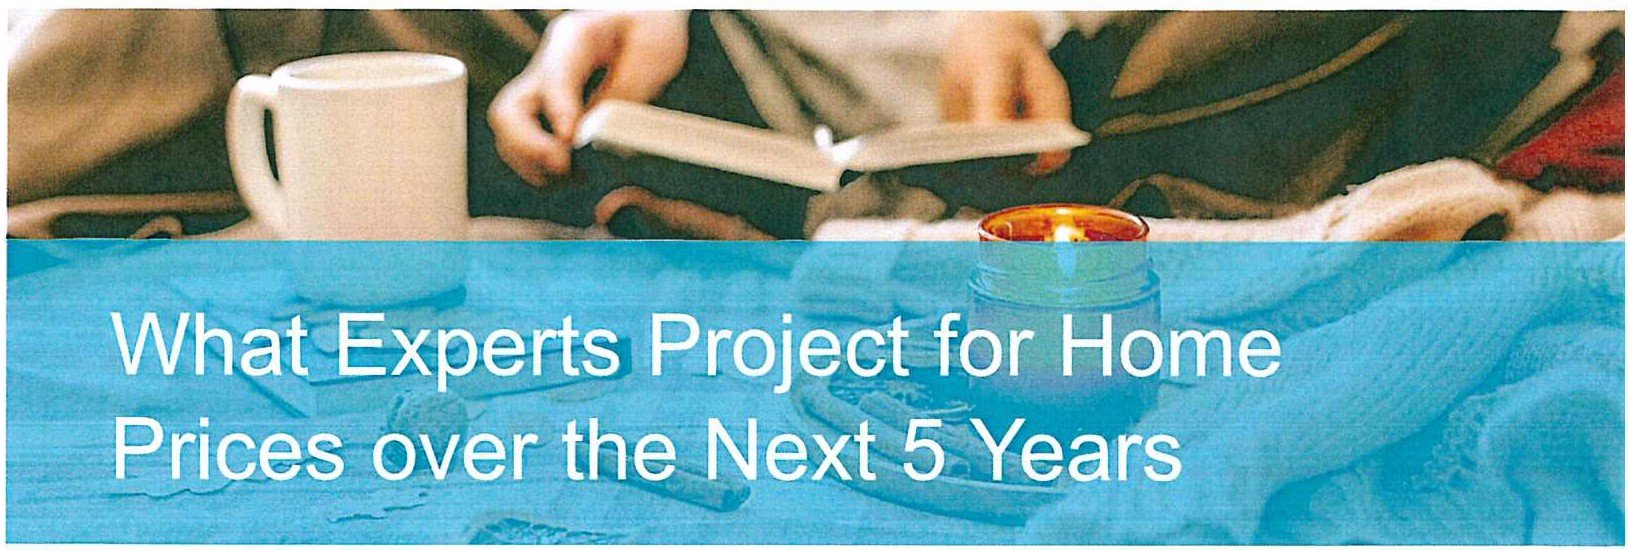 What Experts Project for Home
Prices over the Next 5 Years